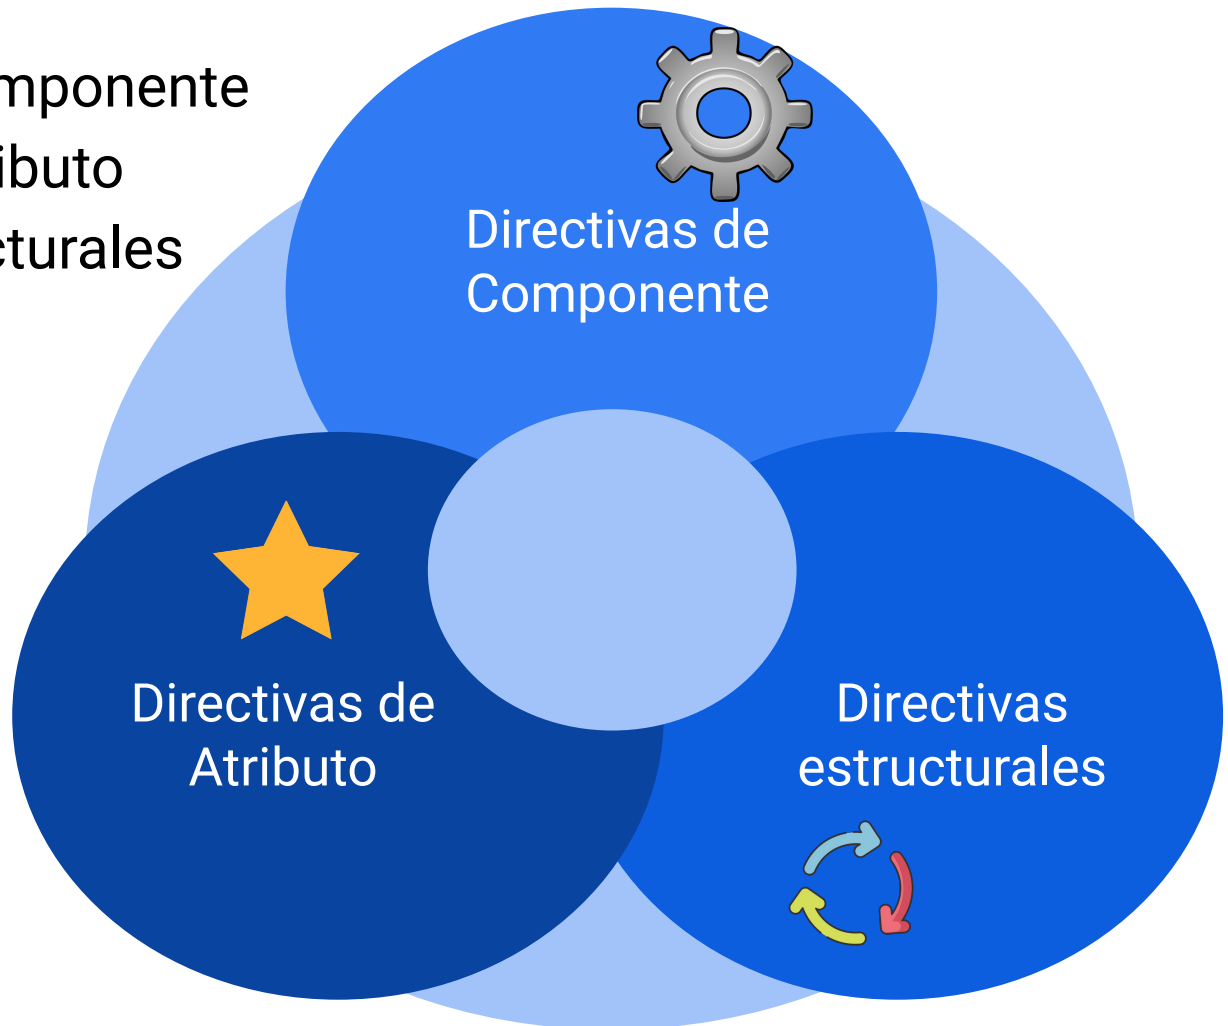 mponente
ibuto
cturales
Directivas de
Componente
Directivas de
Atributo
Directivas
estructurales